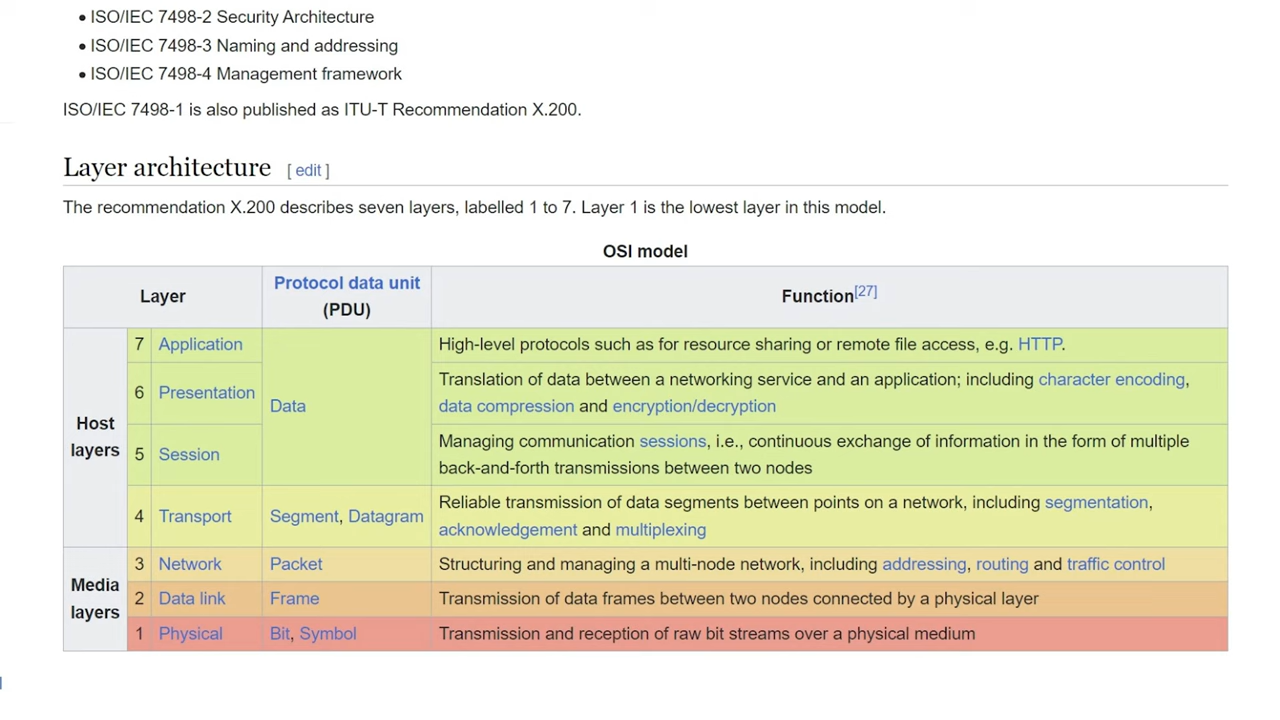 ISO/IEC 7498-2 Security Architecture
ISO/IEC 7498-3 Naming and addressing
ISO/IEC 7498-4 Management framework
ISO/IEC 7498-1 is also published as ITU-T Recommendation X.200.
Layer architecture [ edit ]
The recommendation X.200 describes seven layers, labelled 1 to 7. Layer 1 is the lowest layer in this model.
OSI model
Layer
Protocol data unit
(PDU)
Function[27]
Host
layers
7 Application
Data
High-level protocols such as for resource sharing or remote file access, e.g. HTTP.
6 Presentation
Translation of data between a networking service and an application; including character encoding,
data compression and encryption/decryption
5 Session
Managing communication sessions, i.e., continuous exchange of information in the form of multiple
back-and-forth transmissions between two nodes
4 Transport
Segment, Datagram
Reliable transmission of data segments between points on a network, including segmentation,
acknowledgement and multiplexing
Media
layers
3 Network
Packet
Structuring and managing a multi-node network, including addressing, routing and traffic control
2 Data link
Frame
Transmission of data frames between two nodes connected by a physical layer
1 Physical
Bit, Symbol
Transmission and reception of raw bit streams over a physical medium